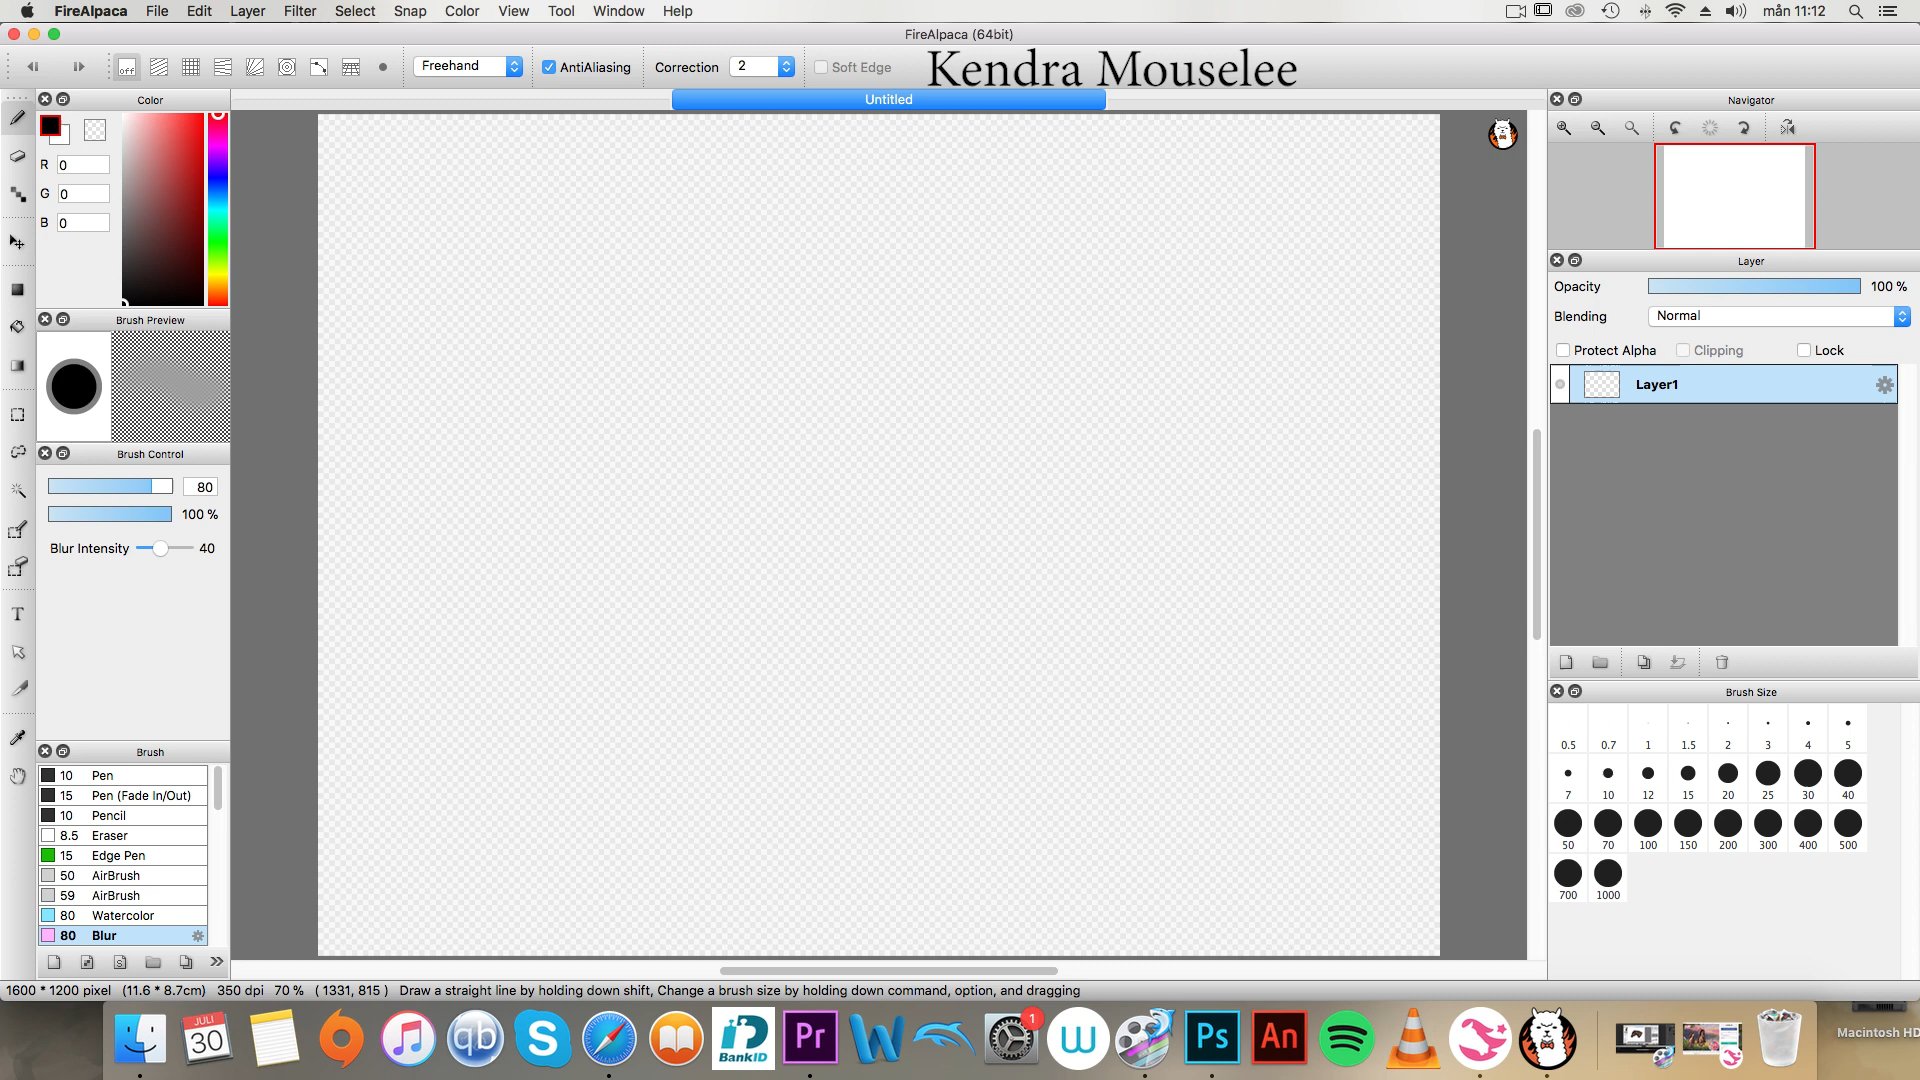 FireAlpaca File Edit Layer Filter Select Snap Color View Tool Window Help mån 11:12
FireAlpaca (64bit)
off Freehand AntiAliasing Correction 2 Soft Edge Kendra Mouselee
Color
R 0
G 0
B 0
Brush Preview
Brush Control
80
100 %
Blur Intensity 40
T
Brush
10 Pen
15 Pen (Fade In/Out)
10 Pencil
8.5 Eraser
15 Edge Pen
50 AirBrush
59 AirBrush
80 Watercolor
80 Blur
Untitled
Navigator
Layer
Opacity 100 %
Blending Normal
Protect Alpha Clipping Lock
Layer1
Brush Size
0.5 0.7 1 1.5 2 3 4 5
7 10 12 15 20 25 30 40
50 70 100 150 200 300 400 500
700 1000
1600 * 1200 pixel (11.6 * 8.7cm) 350 dpi 70 % ( 1331, 815 ) Draw a straight line by holding down shift, Change a brush size by holding down command, option, and dragging
JULI
30 qb S iD BankID Pr W 1 W Ps An
Macintosh HD